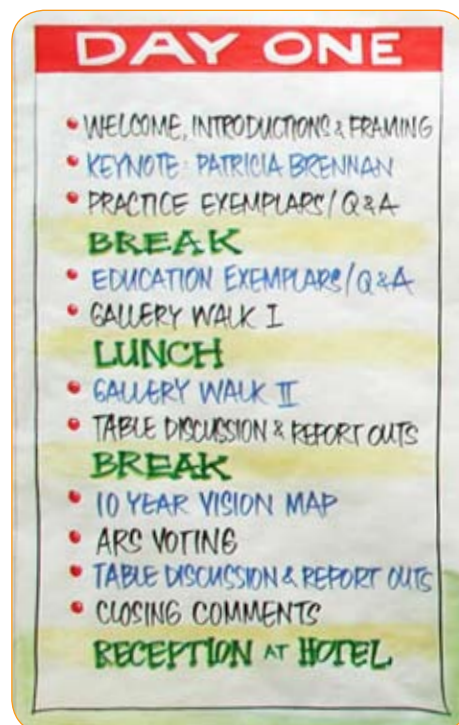 DAY ONE
• WELCOME, INTRODUCTIONS & FRAMING
• KEYNOTE: PATRICIA BRENNAN
• PRACTICE EXEMPLARS / Q & A
BREAK
• EDUCATION EXEMPLARS / Q & A
• GALLERY WALK I
LUNCH
• GALLERY WALK II
• TABLE DISCUSSION & REPORT OUTS
BREAK
• 10 YEAR VISION MAP
• ARS VOTING
• TABLE DISCUSSION & REPORT OUTS
• CLOSING COMMENTS
RECEPTION AT HOTEL